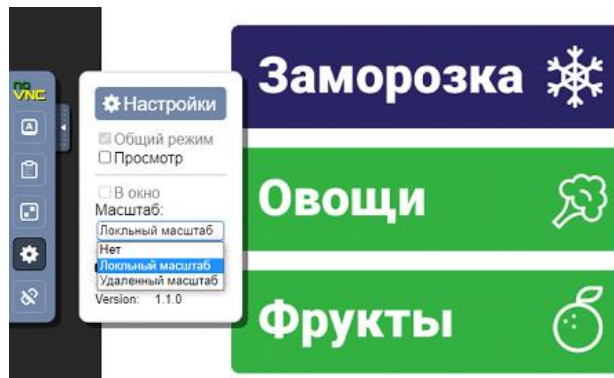 no
VNC
A
Настройки
Общий режим
Просмотр
В окно
Масштаб:
Локльный масштаб
Нет
Локльный масштаб
Удаленный масштаб
Version: 1.1.0
Заморозка
Овощи
Фрукты